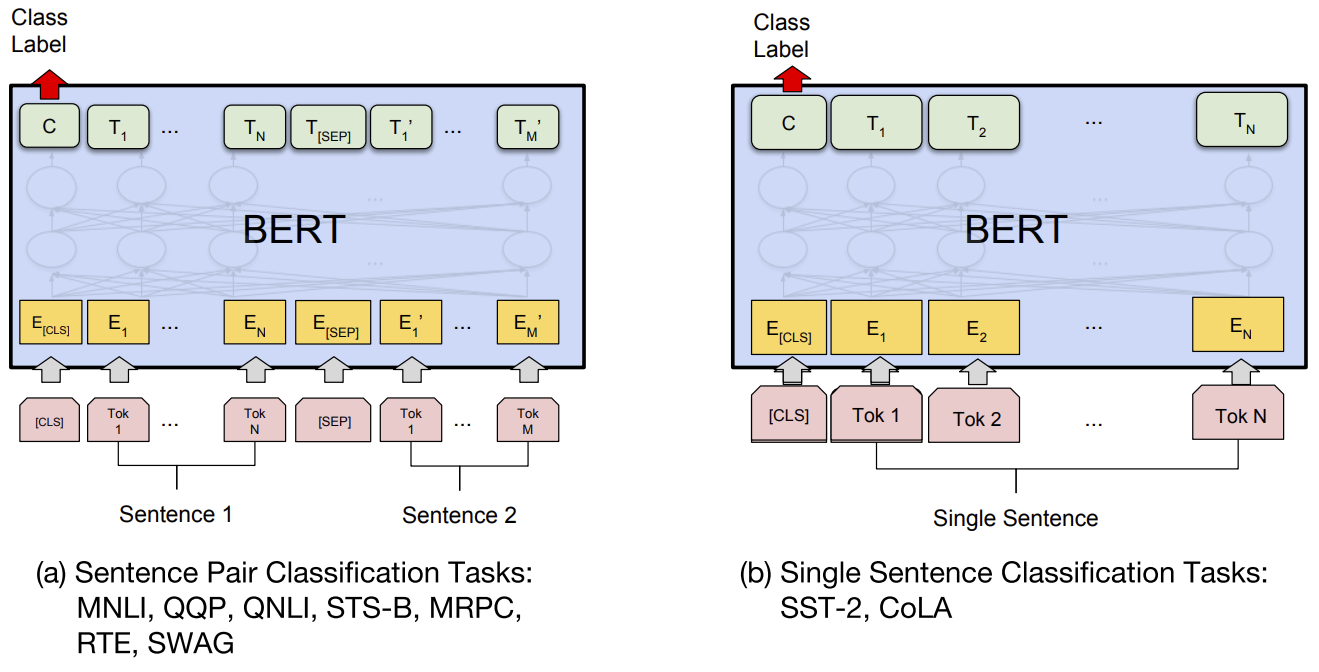 Class
Label
C T1 ... TN T[SEP] T1’ ... TM’
...
BERT
...
E[CLS] E1 ... EN E[SEP] E1’ ... EM’
[CLS] Tok 1 ... Tok N [SEP] Tok 1 ... Tok M
Sentence 1 Sentence 2
(a) Sentence Pair Classification Tasks:
MNLI, QQP, QNLI, STS-B, MRPC,
RTE, SWAG
Class
Label
C T1 T2 ... TN
...
BERT
...
E[CLS] E1 E2 ... EN
[CLS] Tok 1 Tok 2 ... Tok N
Single Sentence
(b) Single Sentence Classification Tasks:
SST-2, CoLA